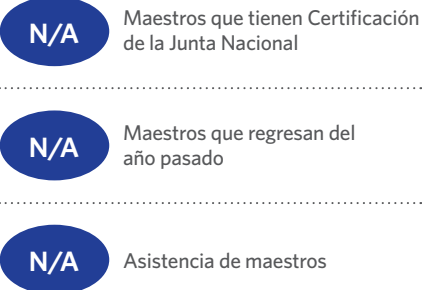 N/A
Maestros que tienen Certificación
de la Junta Nacional
N/A
Maestros que regresan del
año pasado
N/A
Asistencia de maestros